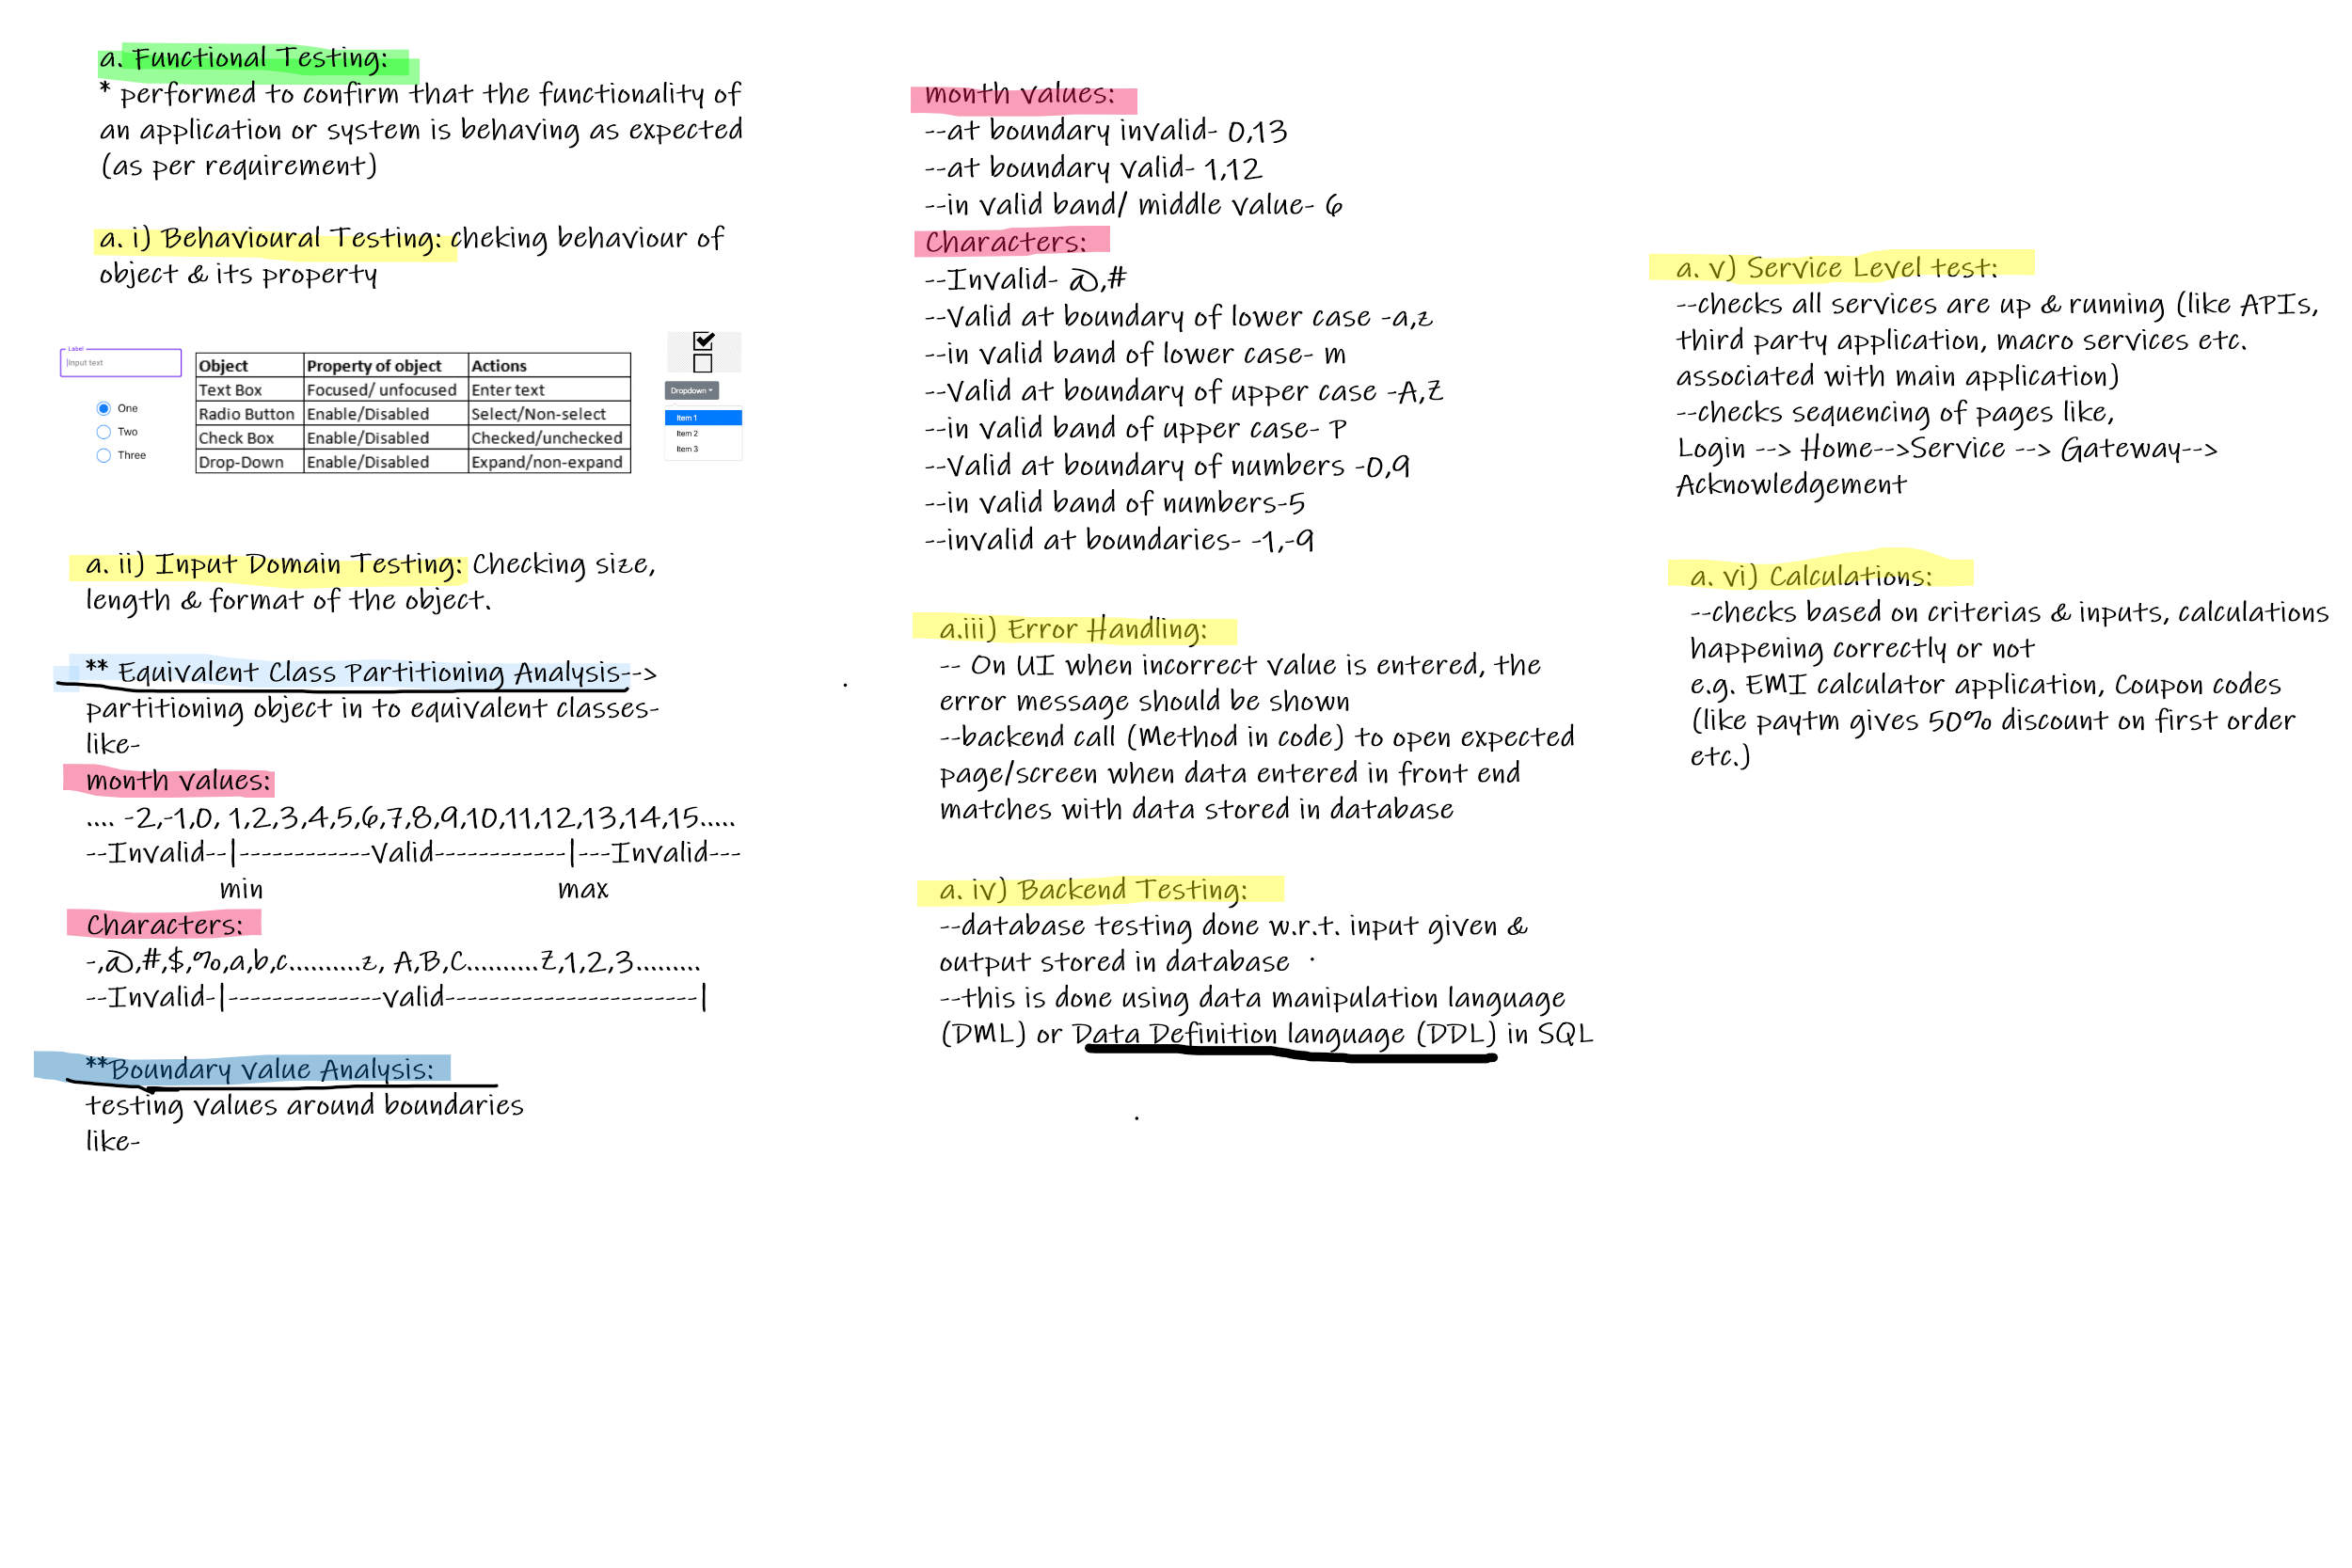 a. Functional Testing:
* performed to confirm that the functionality of
an application or system is behaving as expected
(as per requirement)
a. i) Behavioural Testing: cheking behaviour of
object & its property
Label
Input text
One
Two
Three
Object Property of object Actions
Text Box Focused/ unfocused Enter text
Radio Button Enable/Disabled Select/Non-select
Check Box Enable/Disabled Checked/unchecked
Drop-Down Enable/Disabled Expand/non-expand
Dropdown
Item 1
Item 2
Item 3
a. ii) Input Domain Testing: Checking size,
length & format of the object.
** Equivalent Class Partitioning Analysis-->
partitioning object in to equivalent classes-
like-
month values:
.... -2,-1,0, 1,2,3,4,5,6,7,8,9,10,11,12,13,14,15.....
--Invalid--|------------Valid------------|---Invalid---
min max
Characters:
-,@,#,$,%,a,b,c..........z, A,B,C..........Z,1,2,3.........
--Invalid-|--------------valid-----------------------|
**Boundary value Analysis:
testing values around boundaries
like-
month values:
--at boundary invalid- 0,13
--at boundary valid- 1,12
--in valid band/ middle value- 6
Characters:
--Invalid- @,#
--Valid at boundary of lower case -a,z
--in valid band of lower case- m
--Valid at boundary of upper case -A,Z
--in valid band of upper case- P
--Valid at boundary of numbers -0,9
--in valid band of numbers-5
--invalid at boundaries- -1,-9
a.iii) Error Handling:
-- On UI when incorrect value is entered, the
error message should be shown
--backend call (Method in code) to open expected
page/screen when data entered in front end
matches with data stored in database
a. iv) Backend Testing:
--database testing done w.r.t. input given &
output stored in database
--this is done using data manipulation language
(DML) or Data Definition language (DDL) in SQL
a. v) Service Level test:
--checks all services are up & running (like APIs,
third party application, macro services etc.
associated with main application)
--checks sequencing of pages like,
Login --> Home-->Service --> Gateway-->
Acknowledgement
a. vi) Calculations:
--checks based on criterias & inputs, calculations
happening correctly or not
e.g. EMI calculator application, Coupon codes
(like paytm gives 50% discount on first order
etc.)